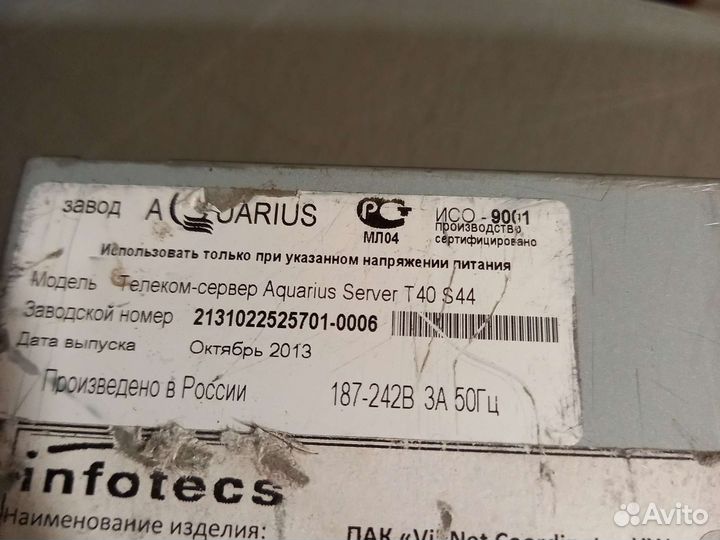 завод AQUARIUS РСТ ИСО - 9001
МЛ04 производство
сертифицировано
Использовать только при указанном напряжении питания
Модель Телеком-сервер Aquarius Server T40 S44
Заводской номер 2131022525701-0006
Дата выпуска Октябрь 2013
Произведено в России 187-242В 3А 50Гц
infotecs
Наименование изделия: ПАК
Avito